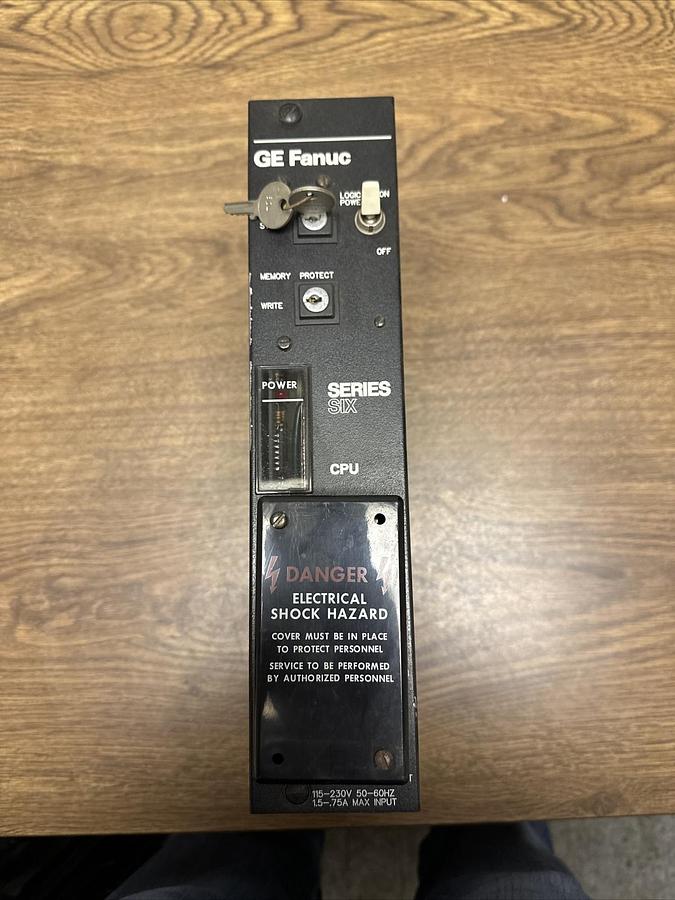 GE Fanuc
LOGIC ON
POWER
OFF
MEMORY PROTECT
WRITE
POWER
SERIES
SIX
CPU
DANGER
ELECTRICAL
SHOCK HAZARD
COVER MUST BE IN PLACE
TO PROTECT PERSONNEL
SERVICE TO BE PERFORMED
BY AUTHORIZED PERSONNEL
115-230V 50-60HZ
1.5-.75A MAX INPUT